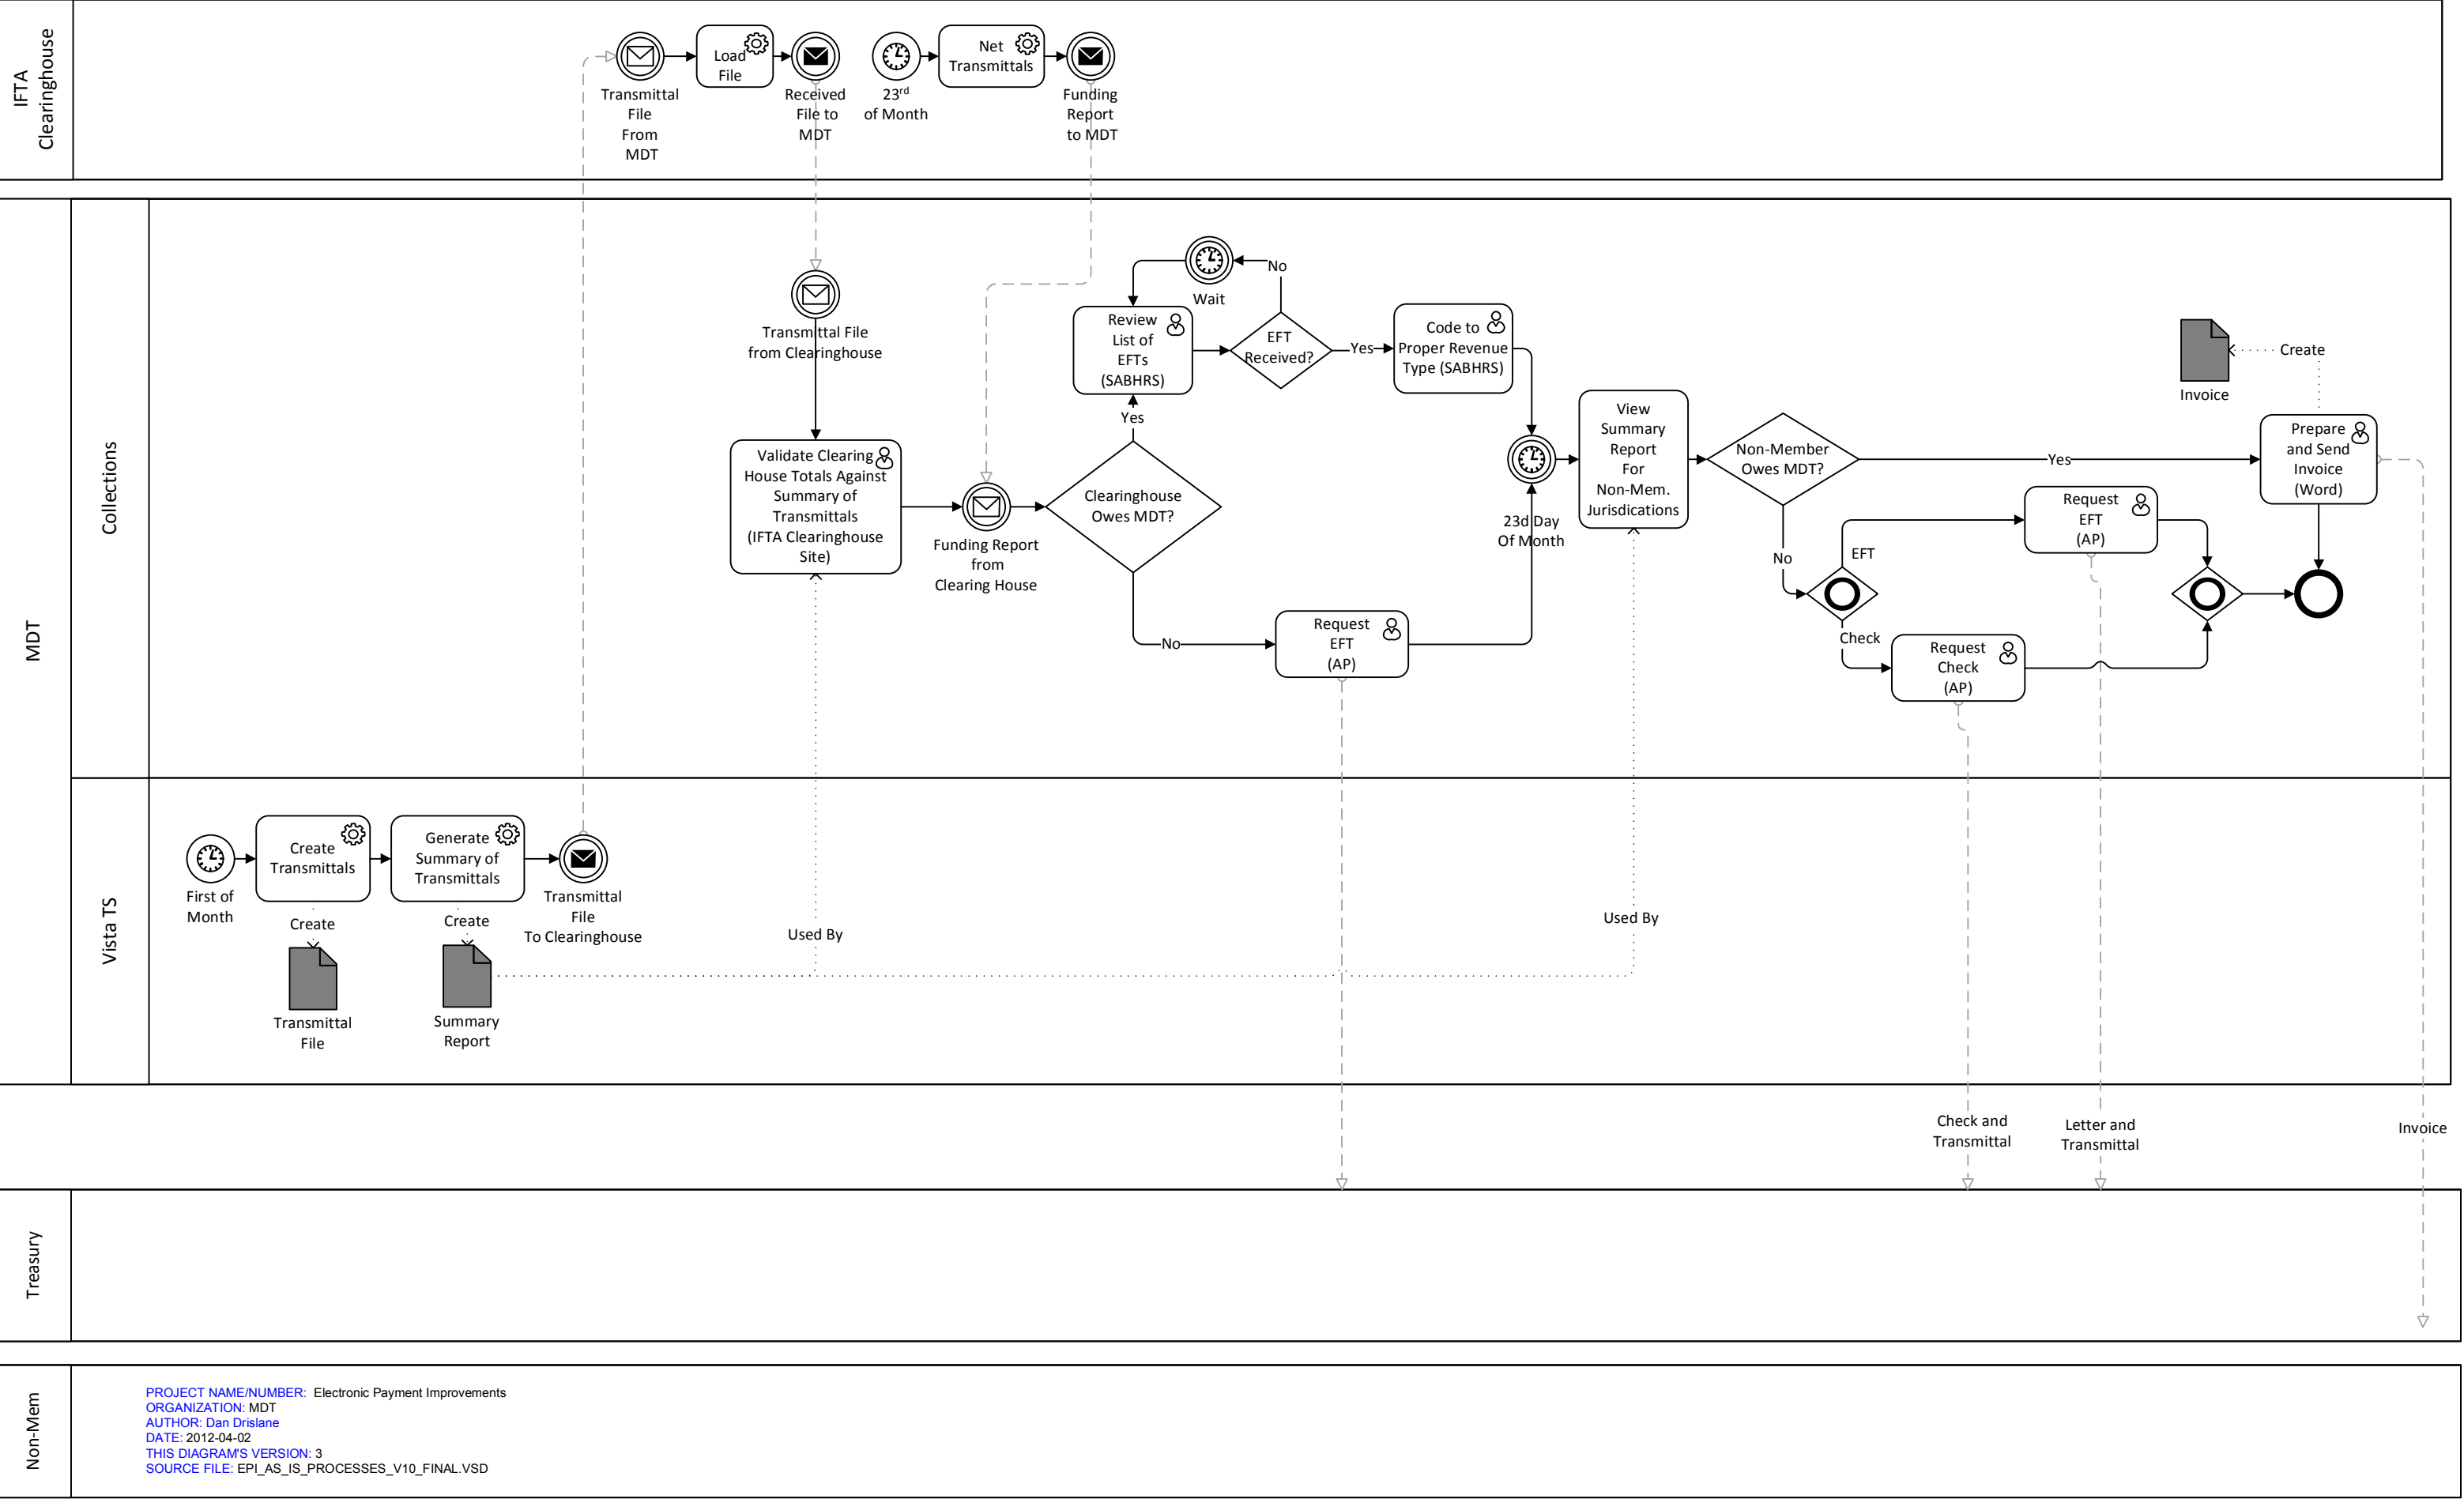 IFTA
Clearinghouse
Transmittal
File
From
MDT
Load
File
Received
File to
MDT
23rd
of Month
Net
Transmittals
Funding
Report
to MDT
MDT
Collections
Transmittal File
from Clearinghouse
Validate Clearing
House Totals Against
Summary of
Transmittals
(IFTA Clearinghouse
Site)
Funding Report
from
Clearing House
Clearinghouse
Owes MDT?
Yes
No
Review
List of
EFTs
(SABHRS)
Wait
No
EFT
Received?
Yes
Code to
Proper Revenue
Type (SABHRS)
Request
EFT
(AP)
23d Day
Of Month
View
Summary
Report
For
Non-Mem.
Jurisdications
Non-Member
Owes MDT?
Yes
No
EFT
Check
Request
EFT
(AP)
Request
Check
(AP)
Invoice
Create
Prepare
and Send
Invoice
(Word)
Vista TS
First of
Month
Create
Transmittals
Create
Transmittal
File
Generate
Summary of
Transmittals
Create
Summary
Report
Transmittal
File
To Clearinghouse
Used By
Used By
Check and
Transmittal
Letter and
Transmittal
Invoice
Treasury
Non-Mem
PROJECT NAME/NUMBER: Electronic Payment Improvements
ORGANIZATION: MDT
AUTHOR: Dan Drislane
DATE: 2012-04-02
THIS DIAGRAM'S VERSION: 3
SOURCE FILE: EPI_AS_IS_PROCESSES_V10_FINAL.VSD